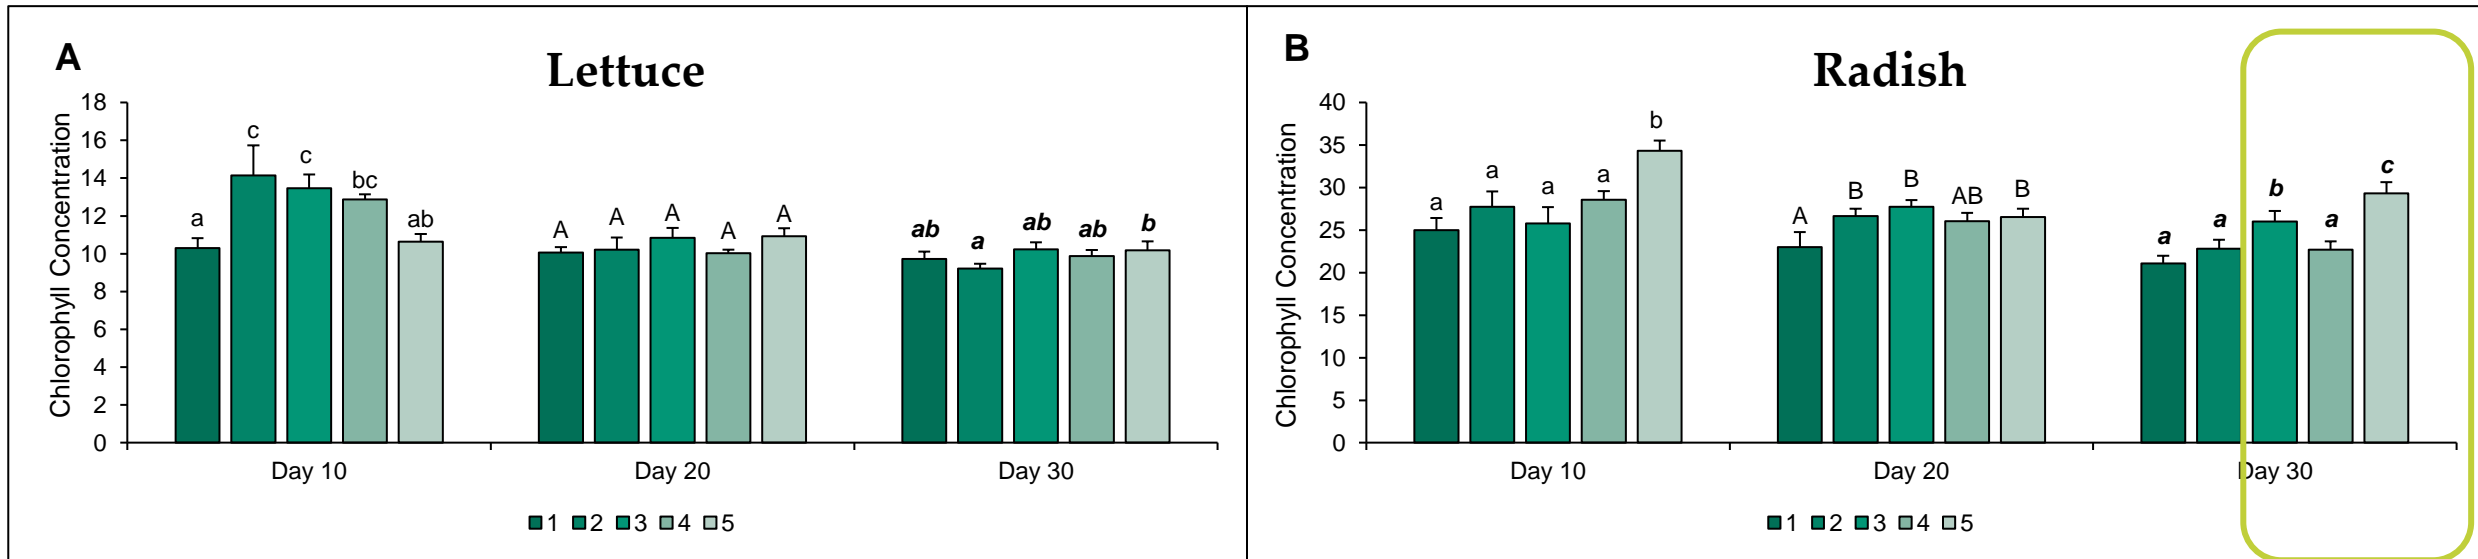 A
Lettuce
Chlorophyll Concentration
18
16
14
12
10
8
6
4
2
0
a
c
c
bc
ab
A
A
A
A
A
ab
a
ab
ab
b
Day 10
Day 20
Day 30
1 2 3 4 5
B
Radish
Chlorophyll Concentration
40
35
30
25
20
15
10
5
0
a
a
a
a
b
A
B
B
AB
B
a
a
b
a
c
Day 10
Day 20
Day 30
1 2 3 4 5